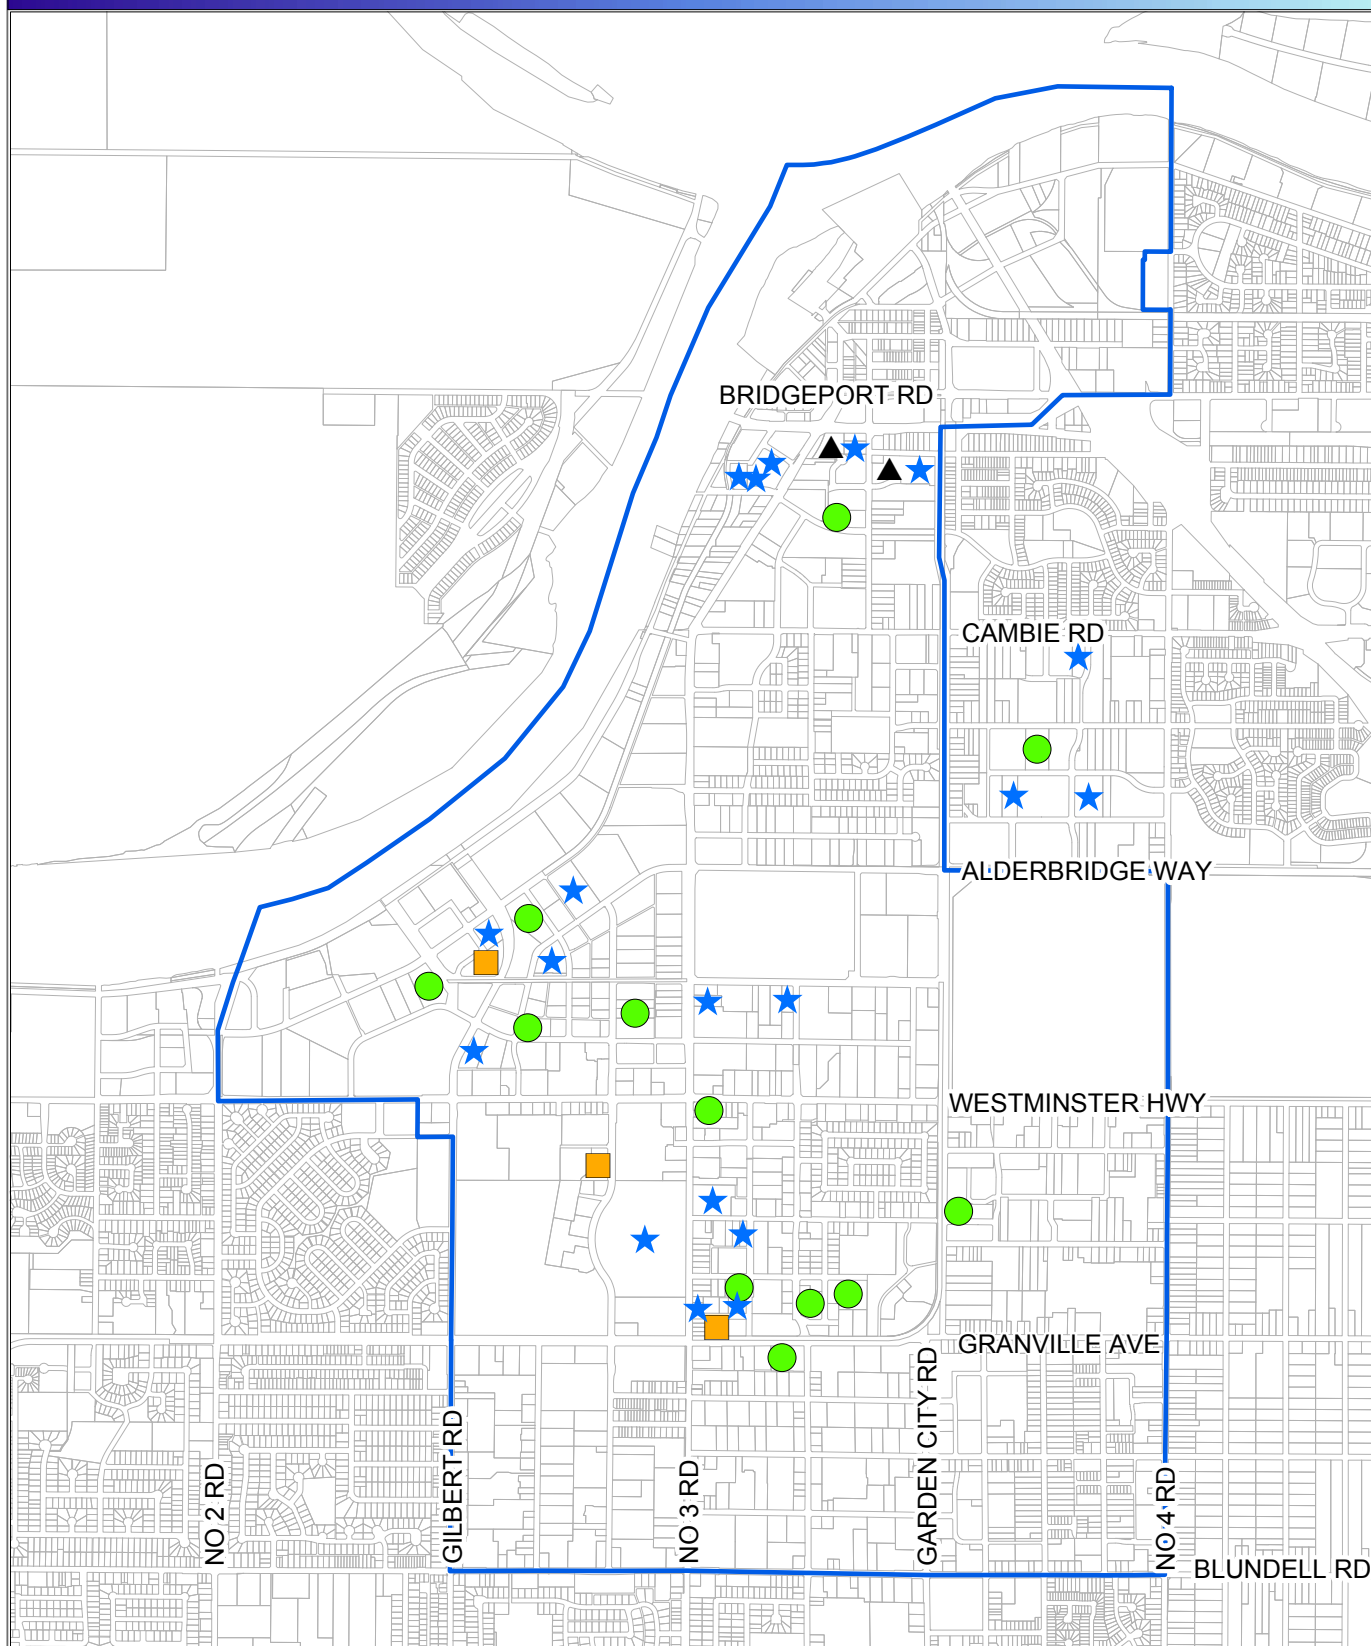 BRIDGEPORT RD
CAMBIE RD
ALDERBRIDGE WAY
WESTMINSTER HWY
GRANVILLE AVE
NO 2 RD
GILBERT RD
NO 3 RD
GARDEN CITY RD
NO 4 RD
BLUNDELL RD